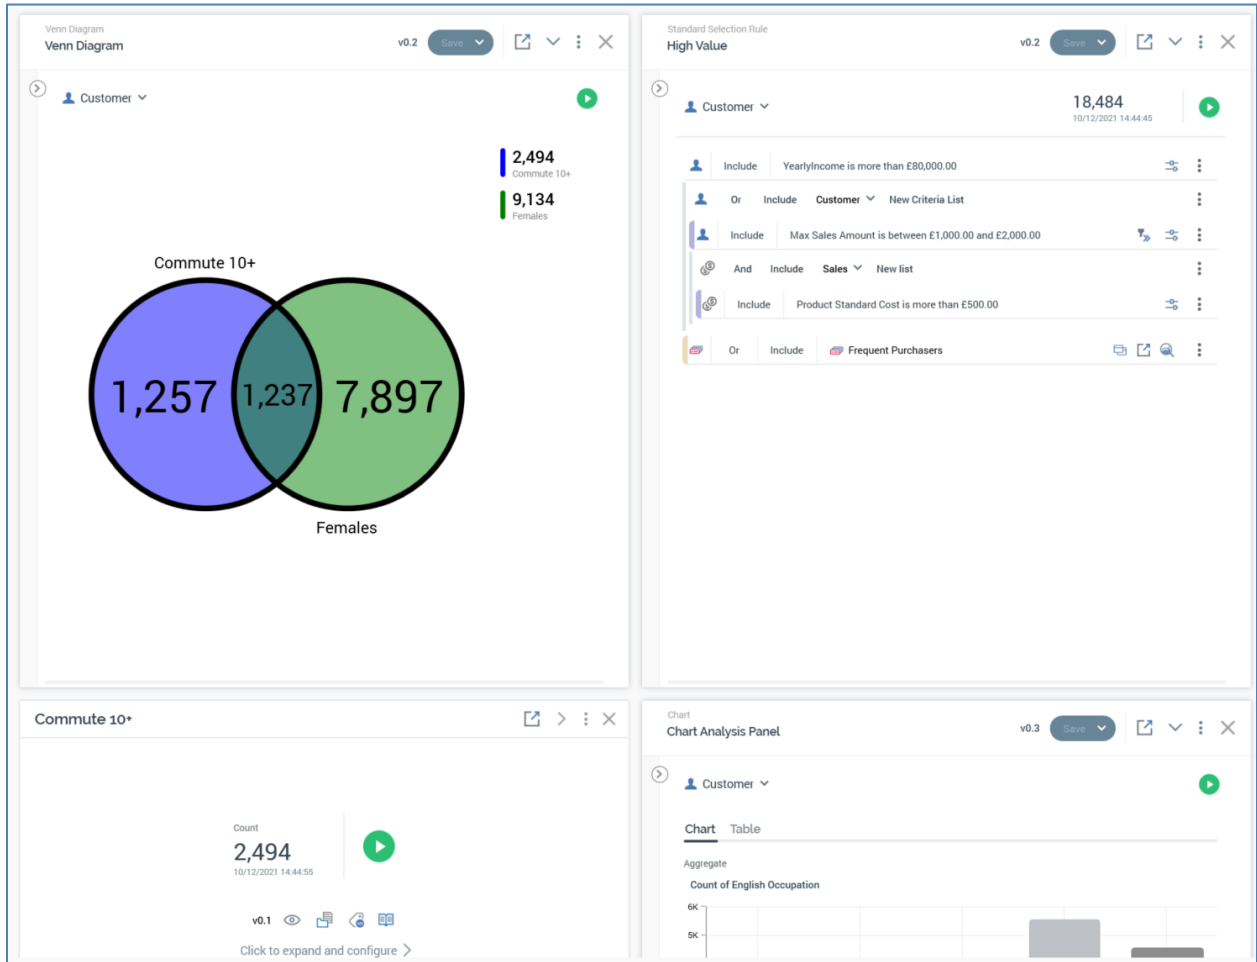 Venn Diagram
Venn Diagram
v0.2
Save
Customer
2,494
Commute 10+
9,134
Females
Commute 10+
1,257 1,237 7,897
Females
Standard Selection Rule
High Value
v0.2
Save
Customer
18,484
10/12/2021 14:44:45
Include YearlyIncome is more than £80,000.00
Or Include Customer New Criteria List
Include Max Sales Amount is between £1,000.00 and £2,000.00
And Include Sales New list
Include Product Standard Cost is more than £500.00
Or Include Frequent Purchasers
Commute 10+
Count
2,494
10/12/2021 14:44:55
v0.1
Click to expand and configure
Chart
Chart Analysis Panel
v0.3
Save
Customer
Chart Table
Aggregate
Count of English Occupation
6K
5K